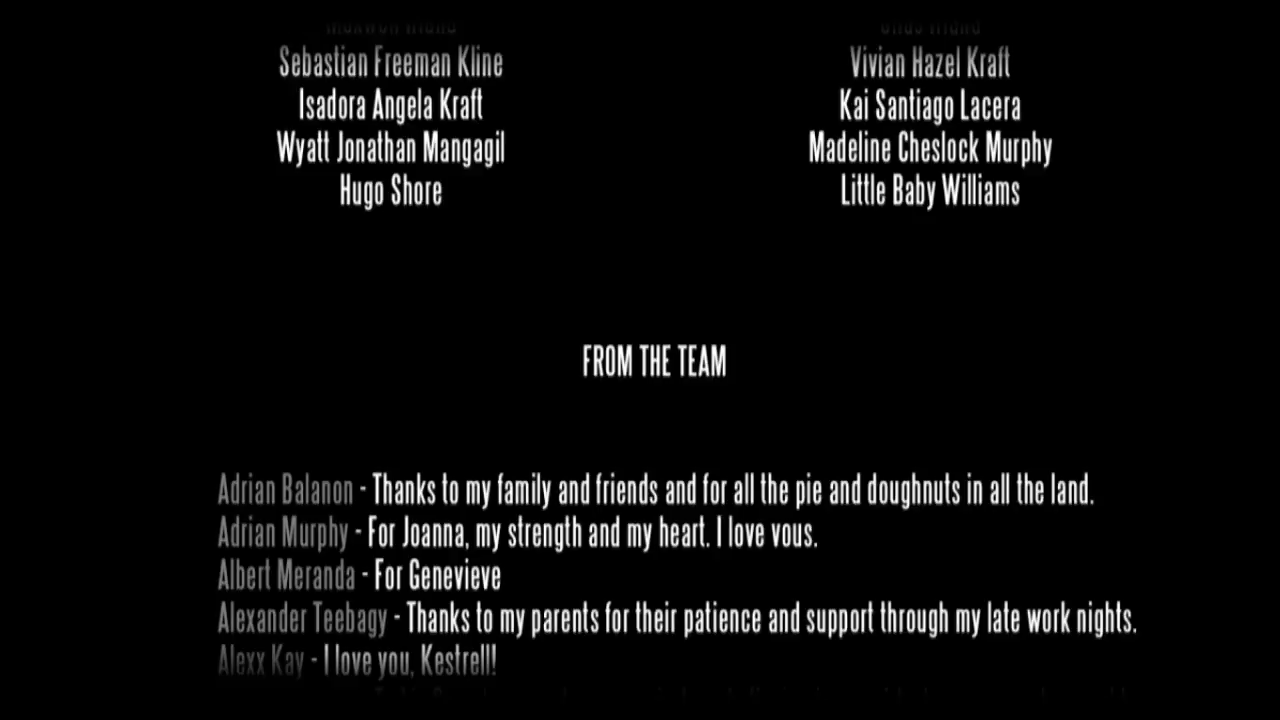 Sebastian Freeman Kline
Vivian Hazel Kraft
Isadora Angela Kraft
Kai Santiago Lacera
Wyatt Jonathan Mangagil
Madeline Cheslock Murphy
Hugo Shore
Little Baby Williams
FROM THE TEAM
Adrian Balanon - Thanks to my family and friends and for all the pie and doughnuts in all the land.
Adrian Murphy - For Joanna, my strength and my heart. I love vous.
Albert Meranda - For Genevieve
Alexander Teebagy - Thanks to my parents for their patience and support through my late work nights.
Alexx Kay - I love you, Kestrell!